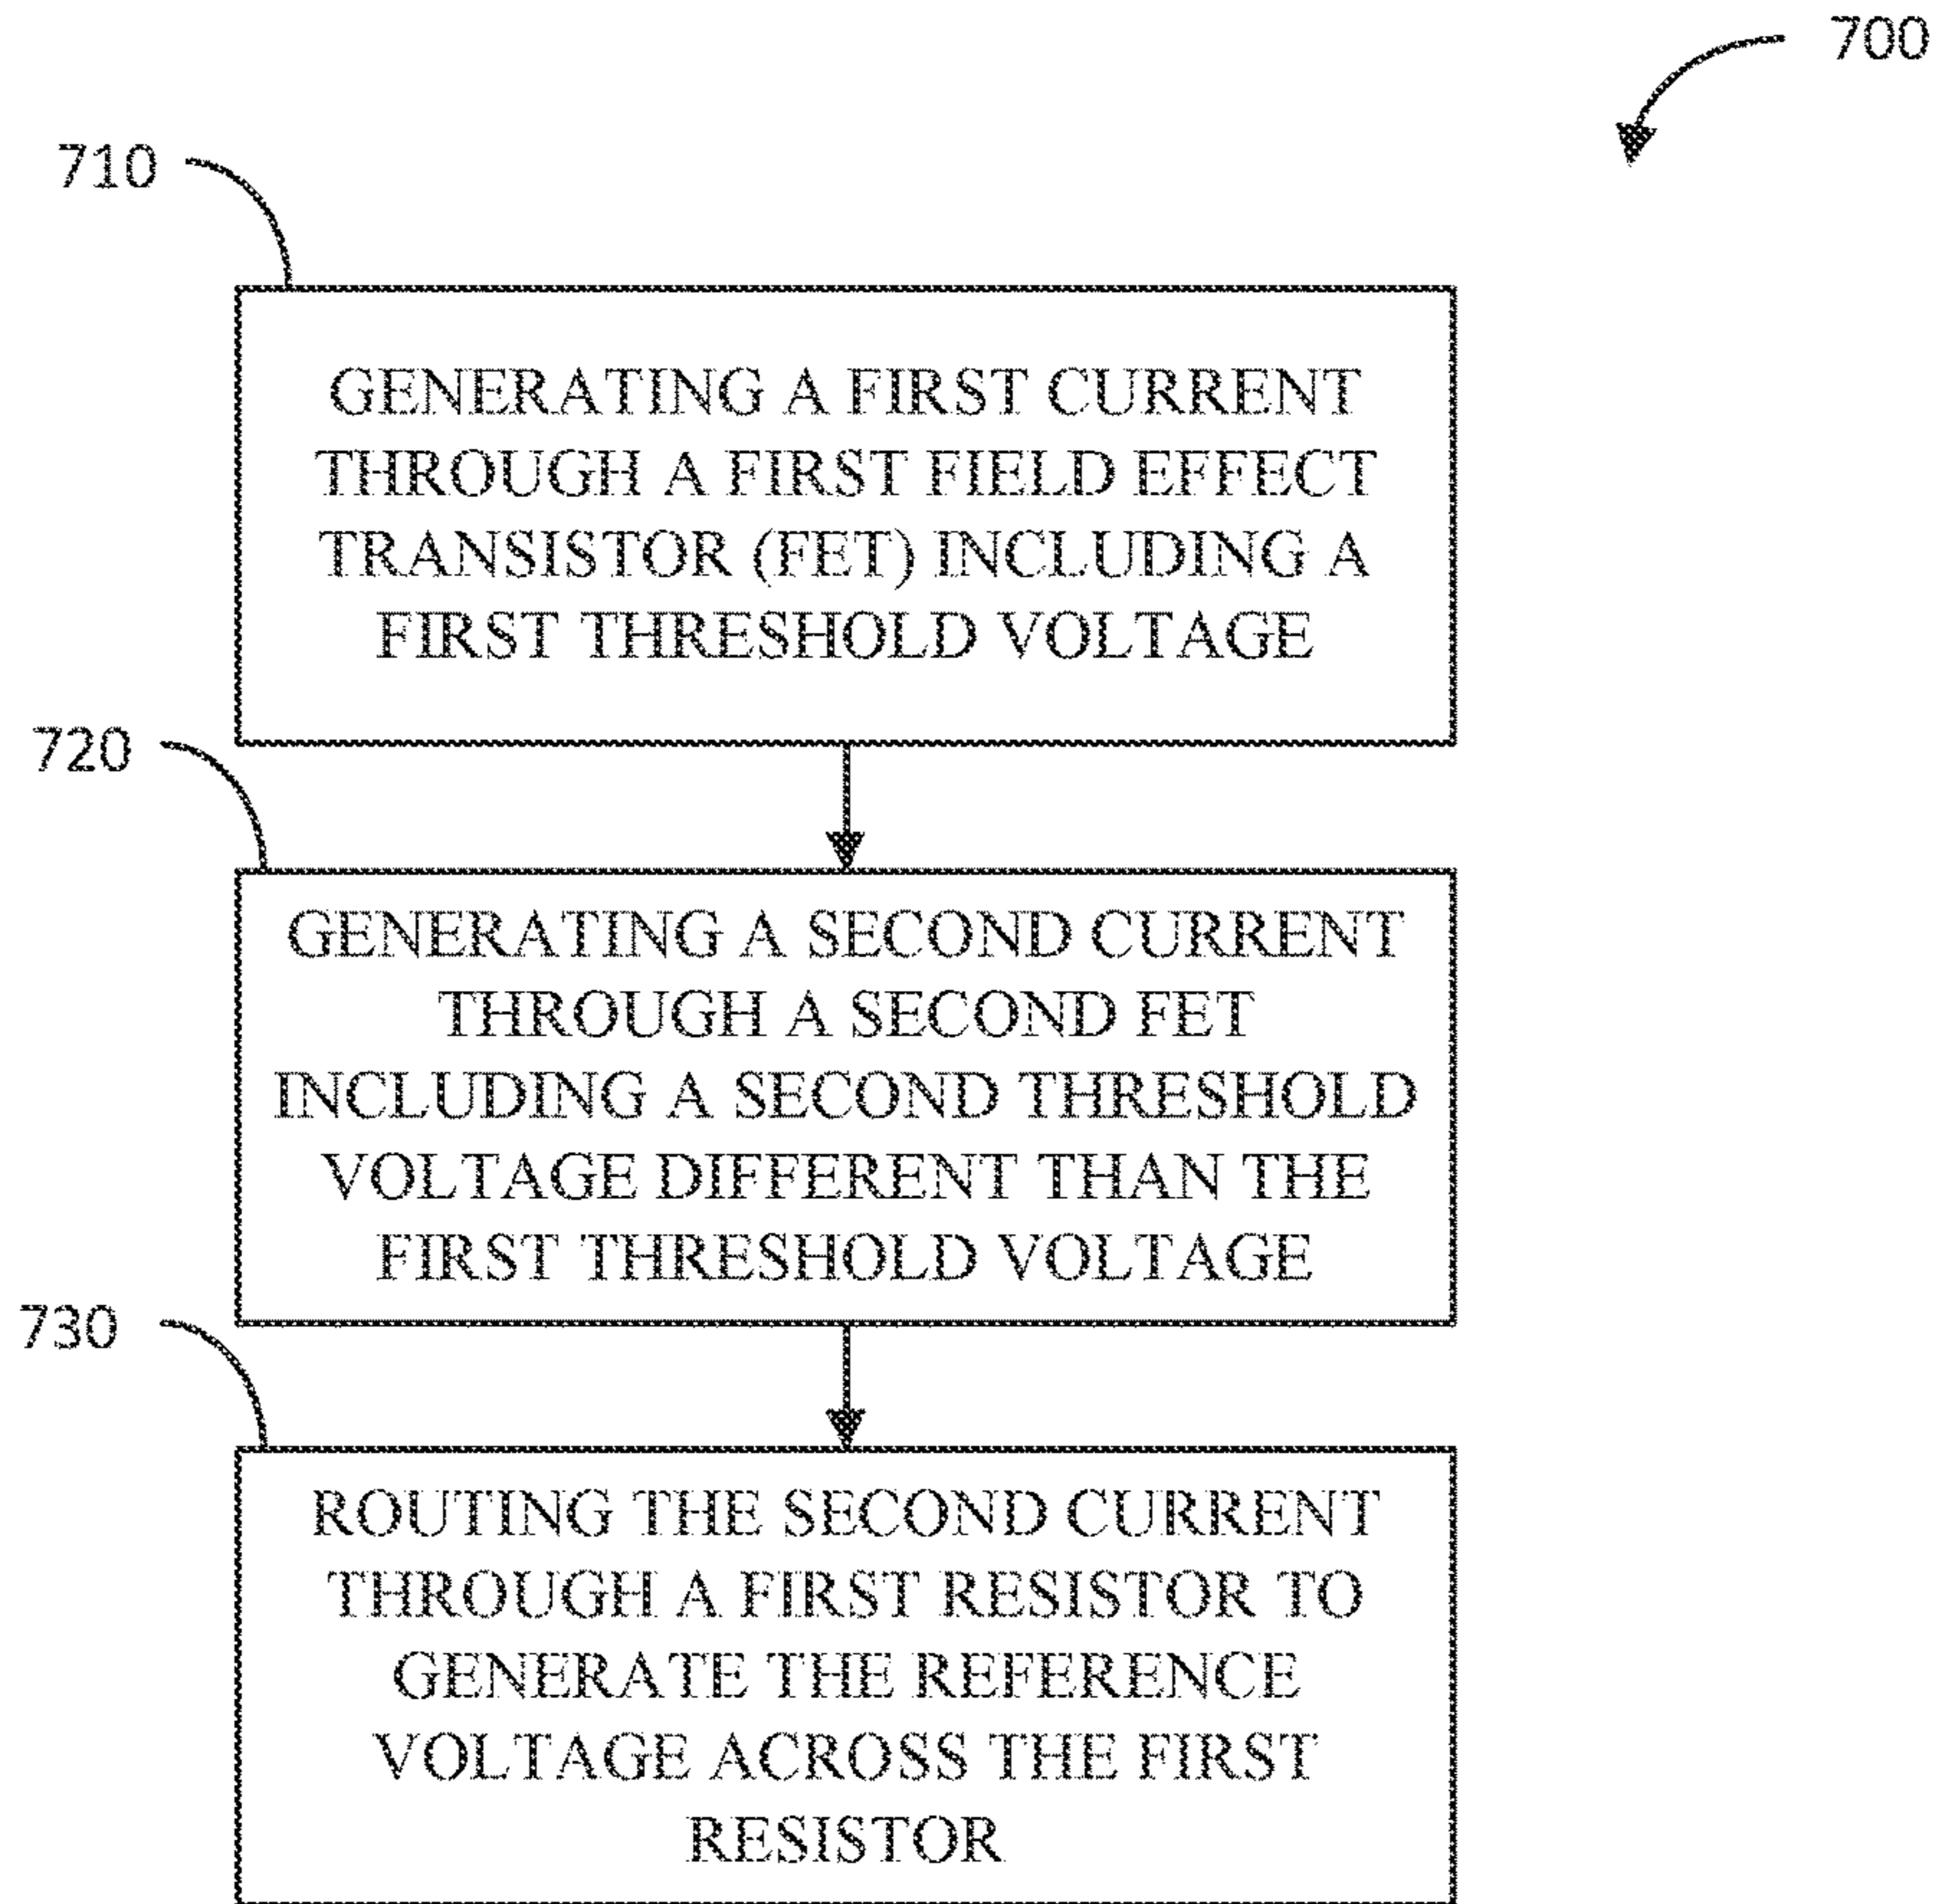 700
710
GENERATING A FIRST CURRENT
THROUGH A FIRST FIELD EFFECT
TRANSISTOR (FET) INCLUDING A
FIRST THRESHOLD VOLTAGE
720
GENERATING A SECOND CURRENT
THROUGH A SECOND FET
INCLUDING A SECOND THRESHOLD
VOLTAGE DIFFERENT THAN THE
FIRST THRESHOLD VOLTAGE
730
ROUTING THE SECOND CURRENT
THROUGH A FIRST RESISTOR TO
GENERATE THE REFERENCE
VOLTAGE ACROSS THE FIRST
RESISTOR